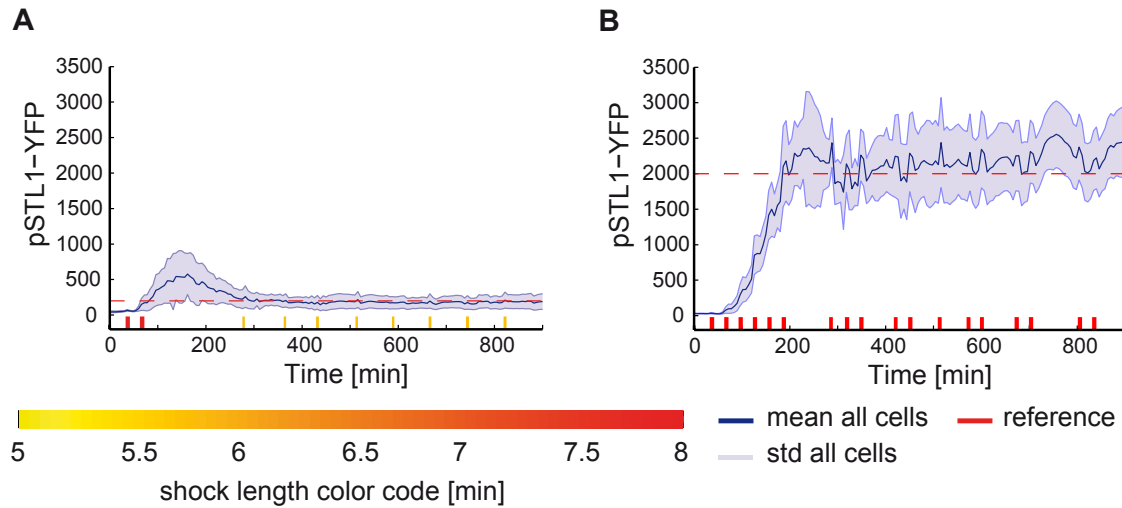 A
pSTL1−YFP
3500
3000
2500
2000
1500
1000
500
0
0 200 400 600 800
Time [min]
B
pSTL1−YFP
3500
3000
2500
2000
1500
1000
500
0
0 200 400 600 800
Time [min]
5 5.5 6 6.5 7 7.5 8
shock length color code [min]
mean all cells
reference
std all cells